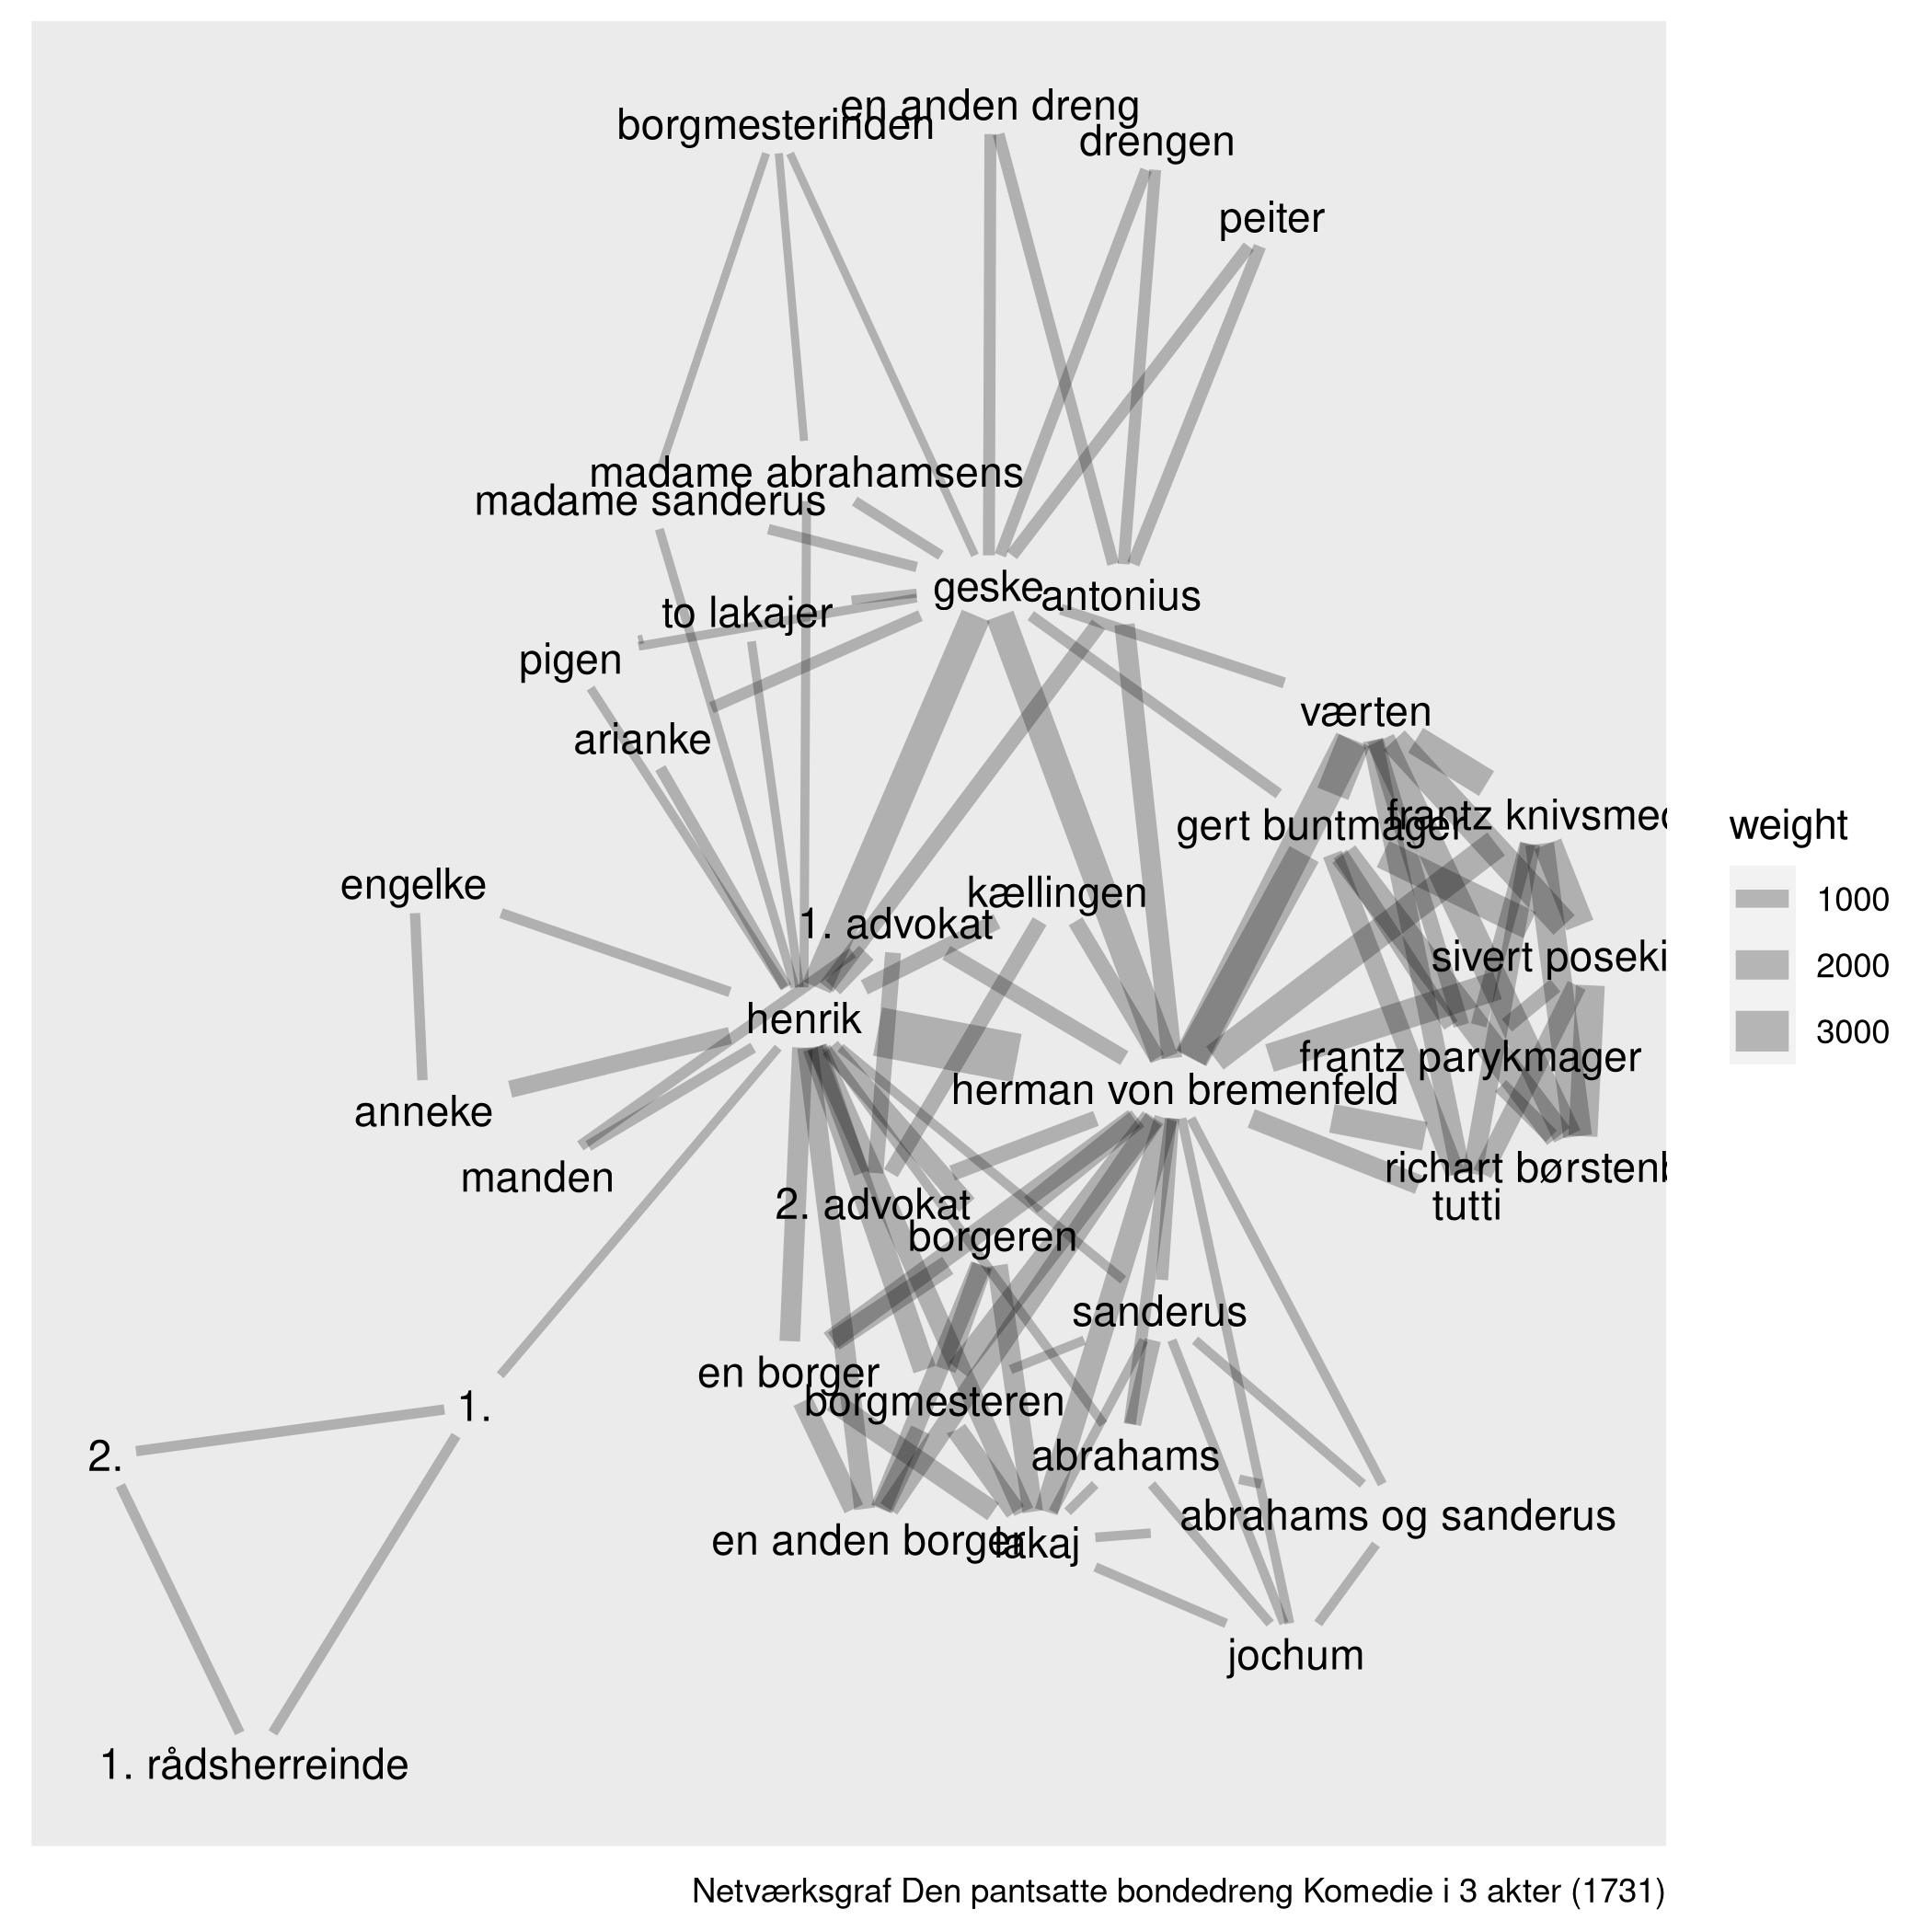 en anden dreng
borgmesterinden
drengen
peiter
madame abrahamsens
madame sanderus
geske
antonius
to lakajer
pigen
værten
arianke
gert buntmager
frantz knivsmed
weight
1000
2000
3000
engelke
kællingen
1. advokat
sivert poseki
henrik
frantz parykmager
herman von bremenfeld
anneke
manden
richart børstenb
2. advokat
tutti
borgeren
sanderus
en borger
borgmesteren
1.
2.
abrahams
abrahams og sanderus
en anden borger
lakaj
jochum
1. rådsherreinde
Netværksgraf Den pantsatte bondedreng Komedie i 3 akter (1731)